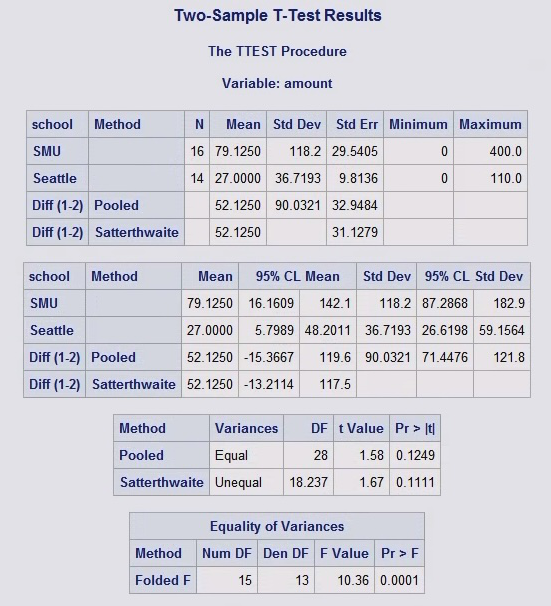 Two-Sample T-Test Results
The TTEST Procedure
Variable: amount
school Method N Mean Std Dev Std Err Minimum Maximum
SMU 16 79.1250 118.2 29.5405 0 400.0
Seattle 14 27.0000 36.7193 9.8136 0 110.0
Diff (1-2) Pooled 52.1250 90.0321 32.9484
Diff (1-2) Satterthwaite 52.1250 31.1279
school Method Mean 95% CL Mean Std Dev 95% CL Std Dev
SMU 79.1250 16.1609 142.1 118.2 87.2868 182.9
Seattle 27.0000 5.7989 48.2011 36.7193 26.6198 59.1564
Diff (1-2) Pooled 52.1250 -15.3667 119.6 90.0321 71.4476 121.8
Diff (1-2) Satterthwaite 52.1250 -13.2114 117.5
Method Variances DF t Value Pr > |t|
Pooled Equal 28 1.58 0.1249
Satterthwaite Unequal 18.237 1.67 0.1111
Equality of Variances
Method Num DF Den DF F Value Pr > F
Folded F 15 13 10.36 0.0001